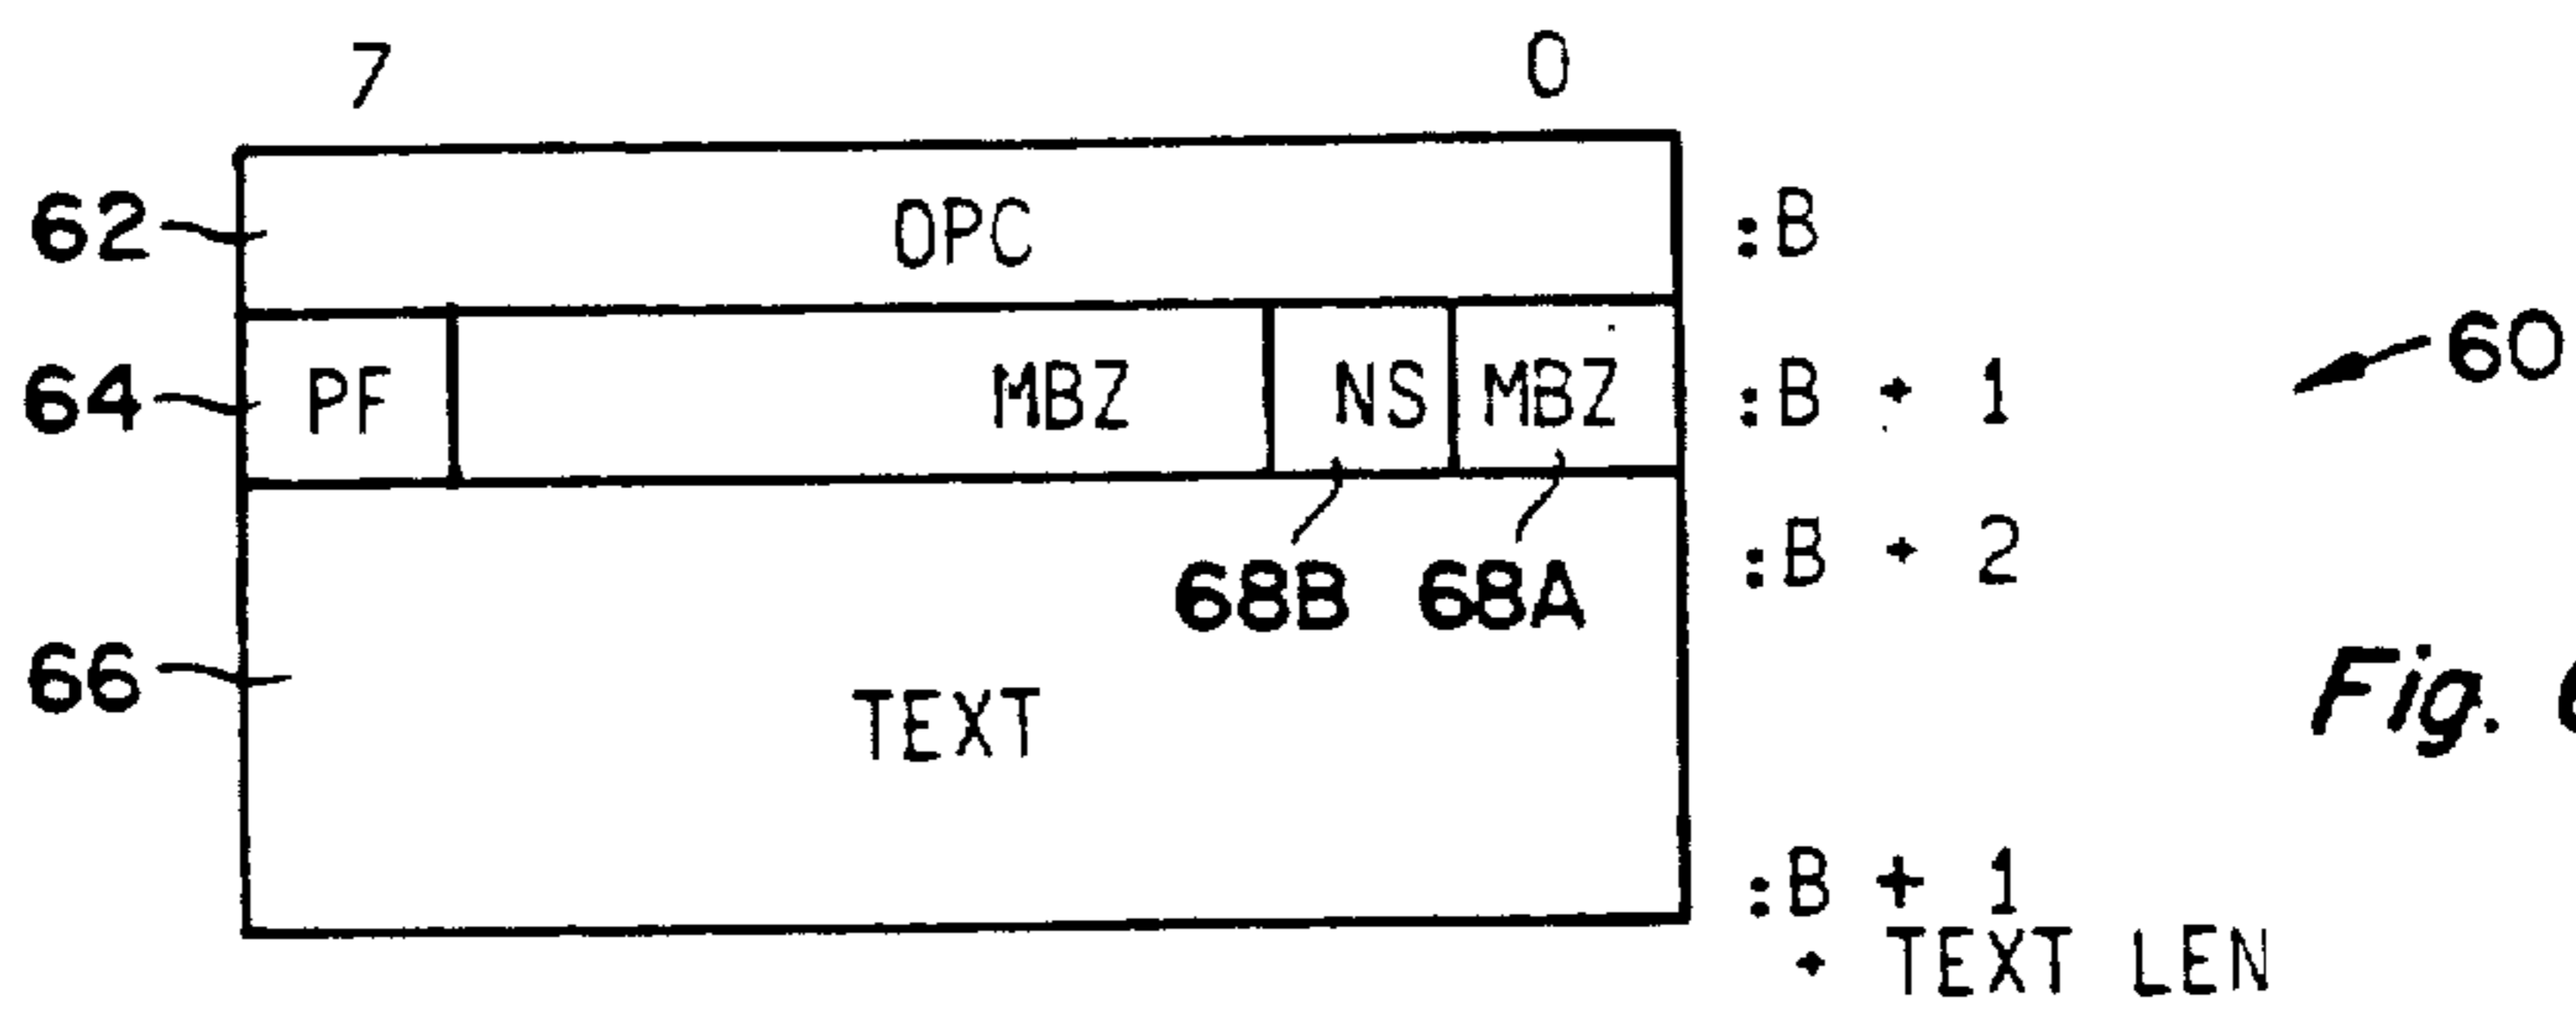 7 0
62 OPC :B
64 PF MBZ NS MBZ :B + 1 60
:B + 2
68B 68A
66 TEXT Fig.
:B + 1
+ TEXT LEN